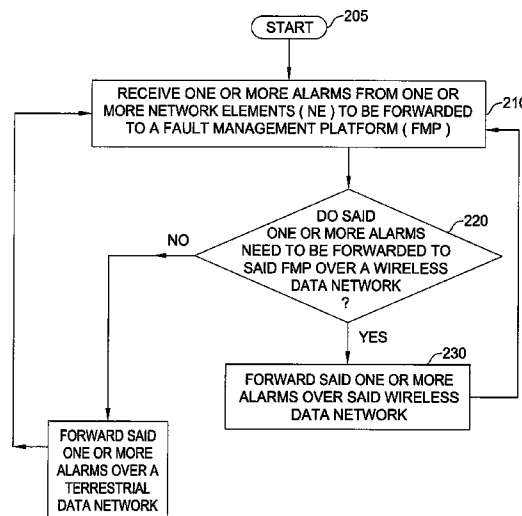 START
205
RECEIVE ONE OR MORE ALARMS FROM ONE OR
MORE NETWORK ELEMENTS ( NE ) TO BE FORWARDED
TO A FAULT MANAGEMENT PLATFORM ( FMP )
210
DO SAID
ONE OR MORE ALARMS
NEED TO BE FORWARDED TO
SAID FMP OVER A WIRELESS
DATA NETWORK
?
220
NO
YES
230
FORWARD SAID ONE OR MORE
ALARMS OVER SAID WIRELESS
DATA NETWORK
FORWARD SAID
ONE OR MORE
ALARMS OVER A
TERRESTRIAL
DATA NETWORK